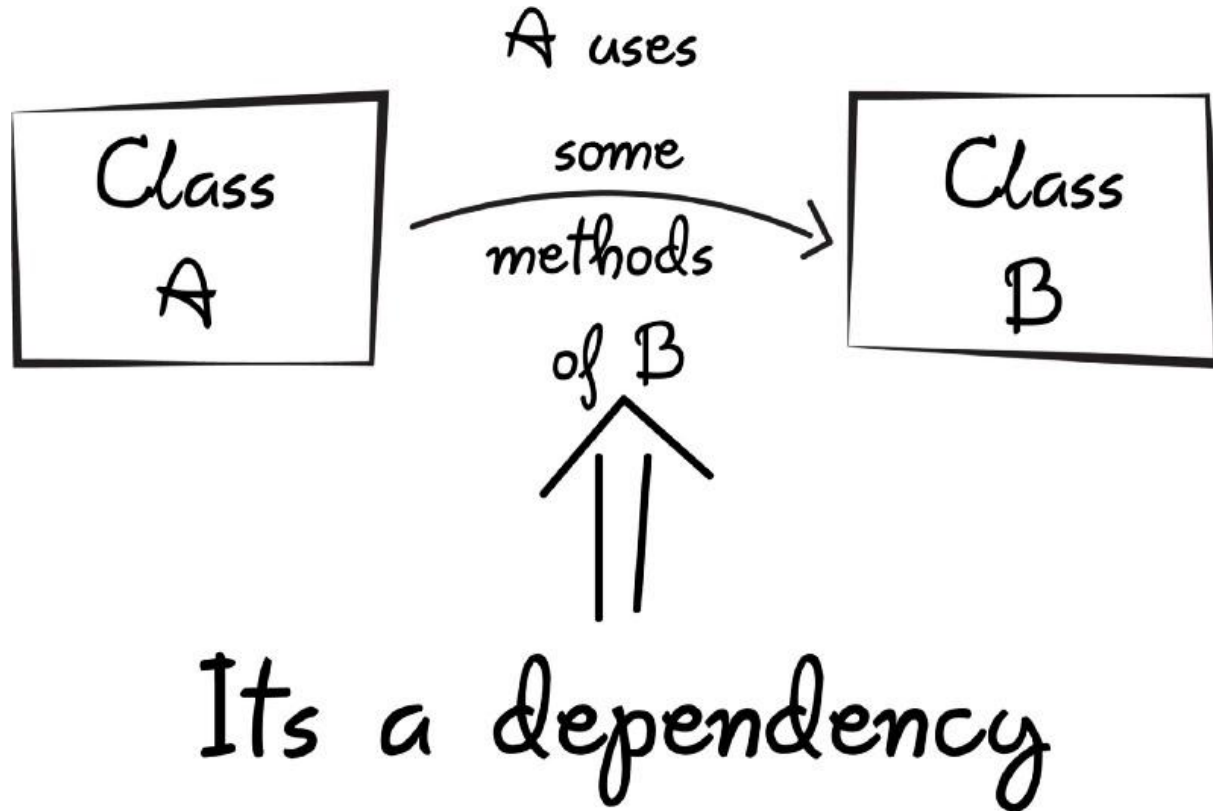 A uses
some
methods
of B
Class
A
Class
B
Its a dependency